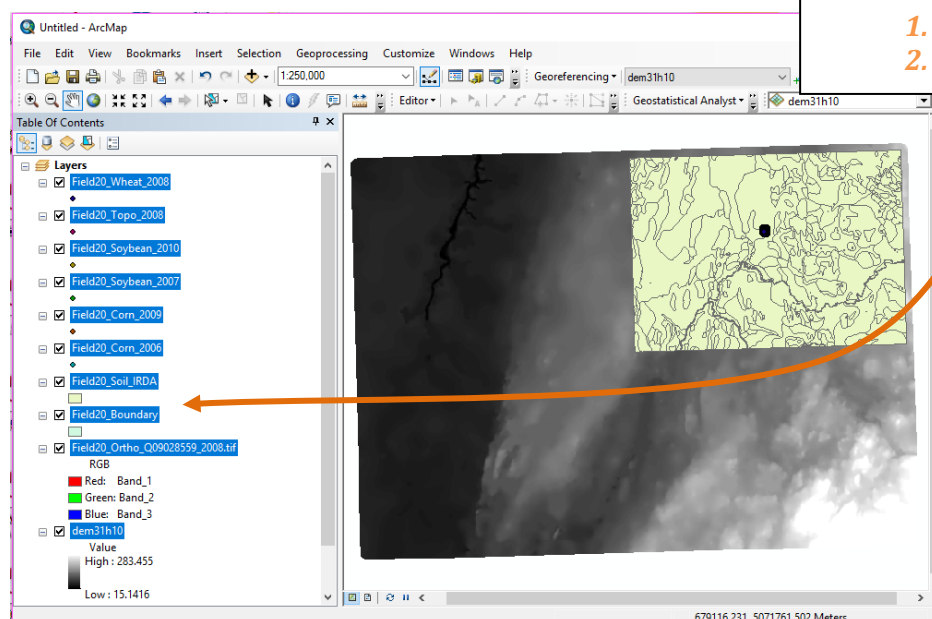 Untitled - ArcMap
1.
2.
File Edit View Bookmarks Insert Selection Geoprocessing Customize Windows Help
1:250,000 Georeferencing dem31h10
Editor Geostatistical Analyst dem31h10
Table Of Contents
Layers
Field20_Wheat_2008
Field20_Topo_2008
Field20_Soybean_2010
Field20_Soybean_2007
Field20_Corn_2009
Field20_Corn_2006
Field20_Soil_IRDA
Field20_Boundary
Field20_Ortho_Q09028559_2008.tif
RGB
Red: Band_1
Green: Band_2
Blue: Band_3
dem31h10
Value
High : 283.455
Low : 15.1416
679116.231 5071761.502 Meters